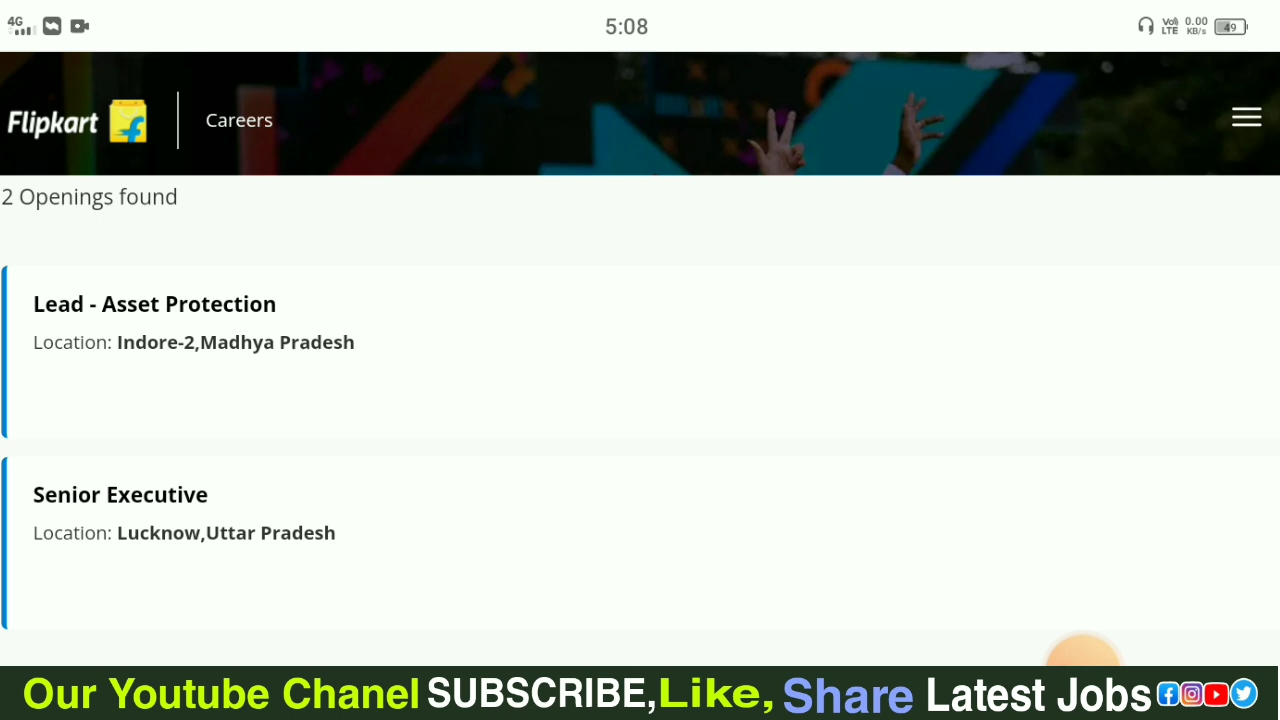 4G 5:08 Vo) LTE 0.00 KB/s 49
Flipkart Careers
2 Openings found
Lead - Asset Protection
Location: Indore-2,Madhya Pradesh
Senior Executive
Location: Lucknow,Uttar Pradesh
Our Youtube Chanel SUBSCRIBE,Like, Share Latest Jobs